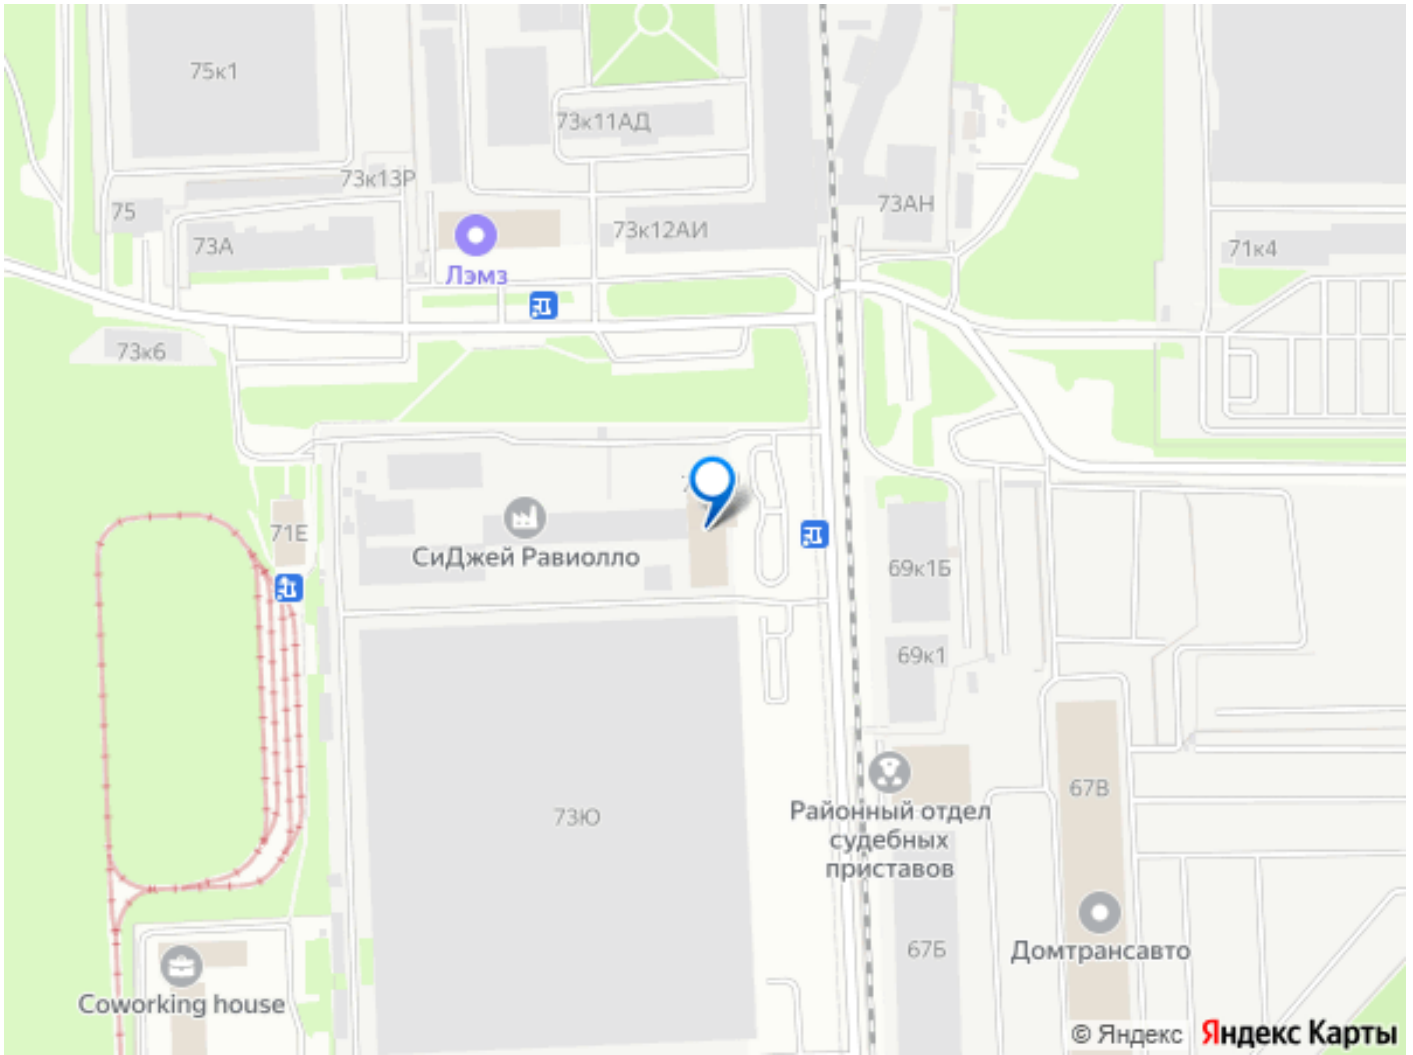 75к1
73к11АД
73к13Р
75
73А
73к12АИ
73АН
71к4
Лэмз
73к6
71Е
СиДжей Равиолло
69к1Б
69к1
73Ю
67В
Районный отдел
судебных
приставов
67Б
Домтрансавто
Coworking house
© Яндекс Яндекс Карты